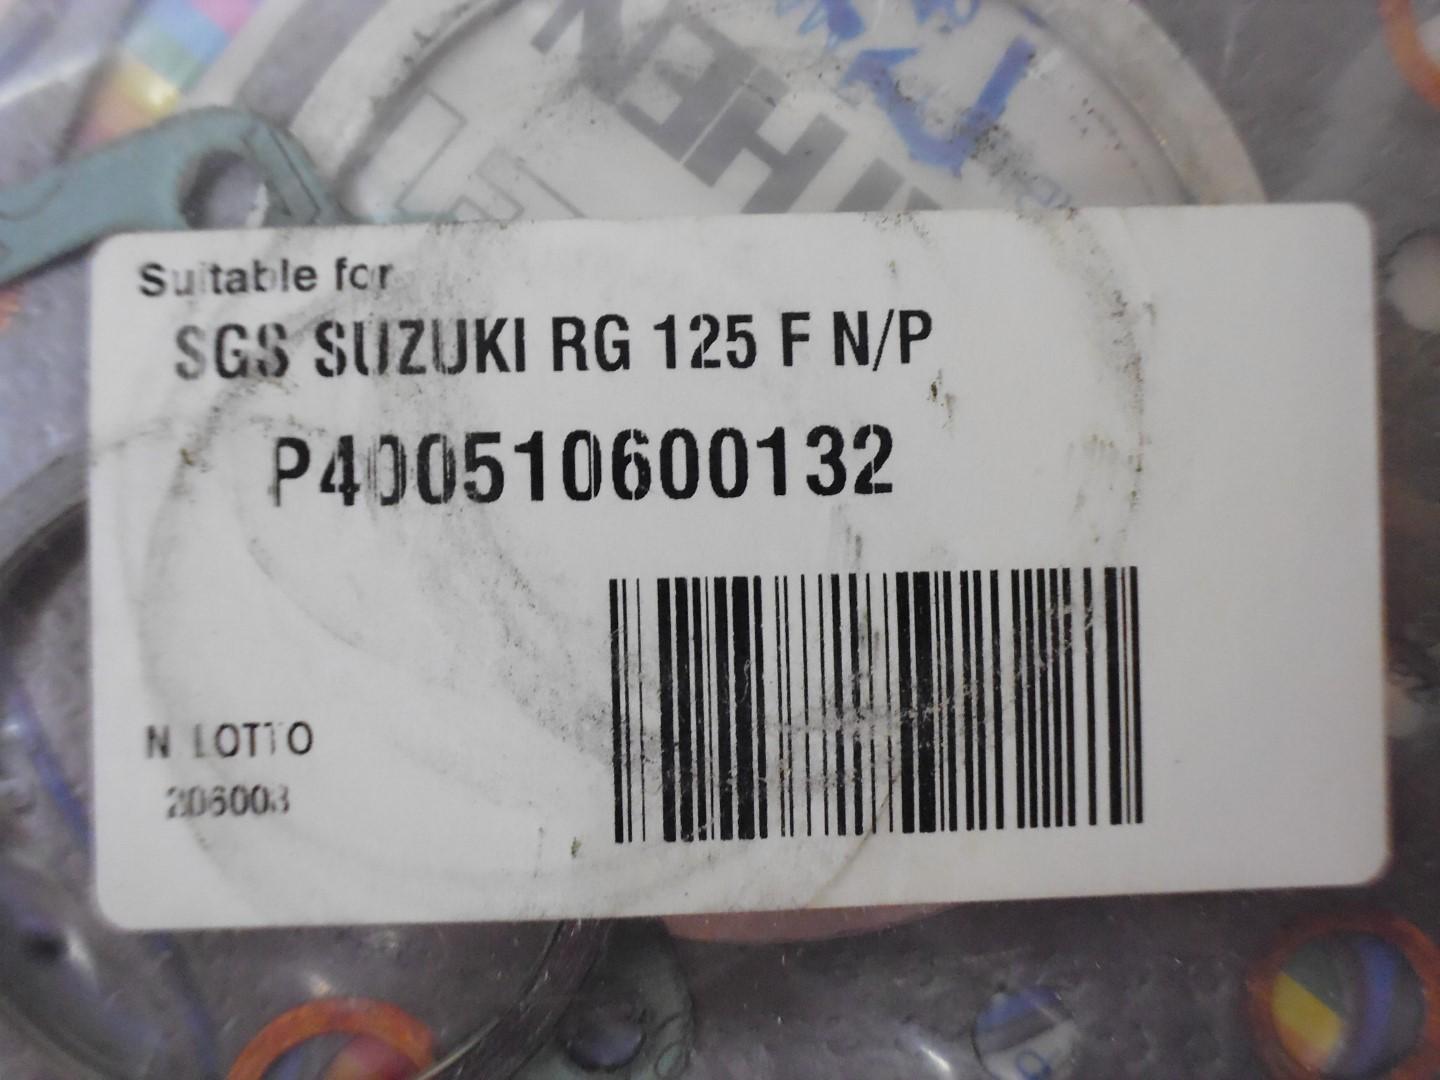 Suitable for
SGS SUZUKI RG 125 F N/P
P400510600132
N LOTTO
206003